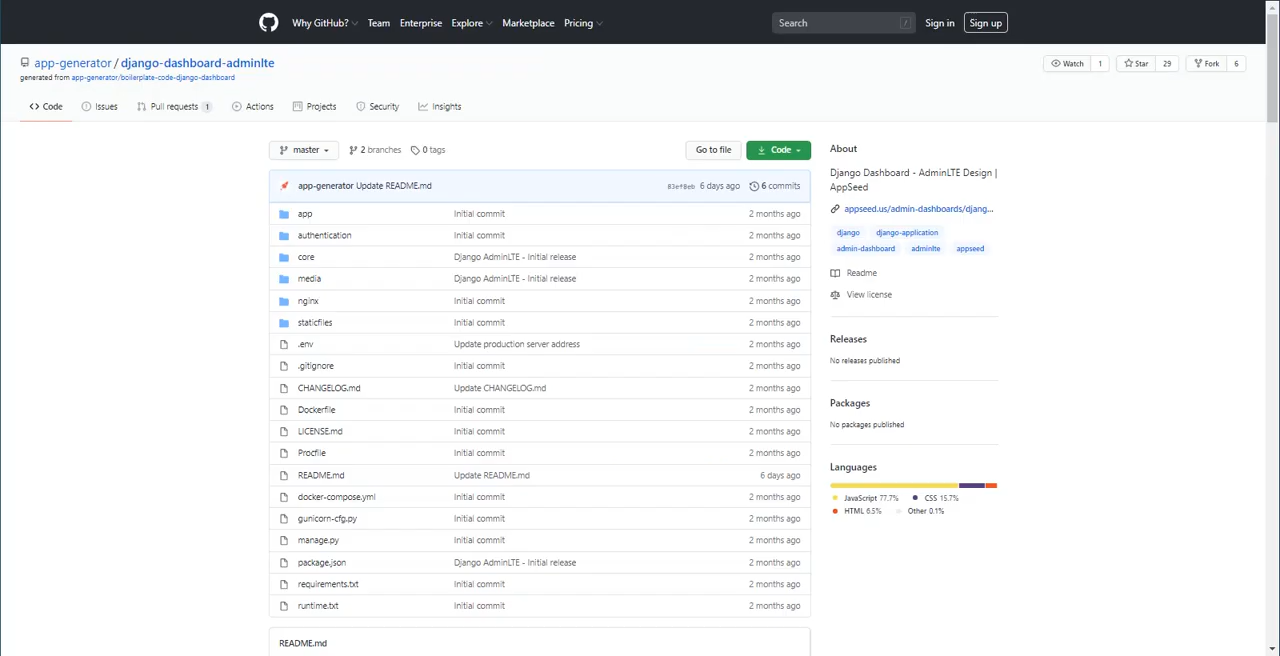 Why GitHub? Team Enterprise Explore Marketplace Pricing Search / Sign in Sign up
app-generator / django-dashboard-adminlte Watch 1 Star 29 Fork 6
generated from app-generator/boilerplate-code-django-dashboard
Code Issues Pull requests 1 Actions Projects Security Insights
master 2 branches 0 tags Go to file Code
app-generator Update README.md 83ef8eb 6 days ago 6 commits
app Initial commit 2 months ago
authentication Initial commit 2 months ago
core Django AdminLTE - Initial release 2 months ago
media Django AdminLTE - Initial release 2 months ago
nginx Initial commit 2 months ago
staticfiles Initial commit 2 months ago
.env Update production server address 2 months ago
.gitignore Initial commit 2 months ago
CHANGELOG.md Update CHANGELOG.md 2 months ago
Dockerfile Initial commit 2 months ago
LICENSE.md Initial commit 2 months ago
Procfile Initial commit 2 months ago
README.md Update README.md 6 days ago
docker-compose.yml Initial commit 2 months ago
gunicorn-cfg.py Initial commit 2 months ago
manage.py Initial commit 2 months ago
package.json Django AdminLTE - Initial release 2 months ago
requirements.txt Initial commit 2 months ago
runtime.txt Initial commit 2 months ago
README.md
About
Django Dashboard - AdminLTE Design |
AppSeed
appseed.us/admin-dashboards/djang...
django django-application
admin-dashboard adminlte appseed
Readme
View license
Releases
No releases published
Packages
No packages published
Languages
JavaScript 77.7% CSS 15.7%
HTML 6.5% Other 0.1%